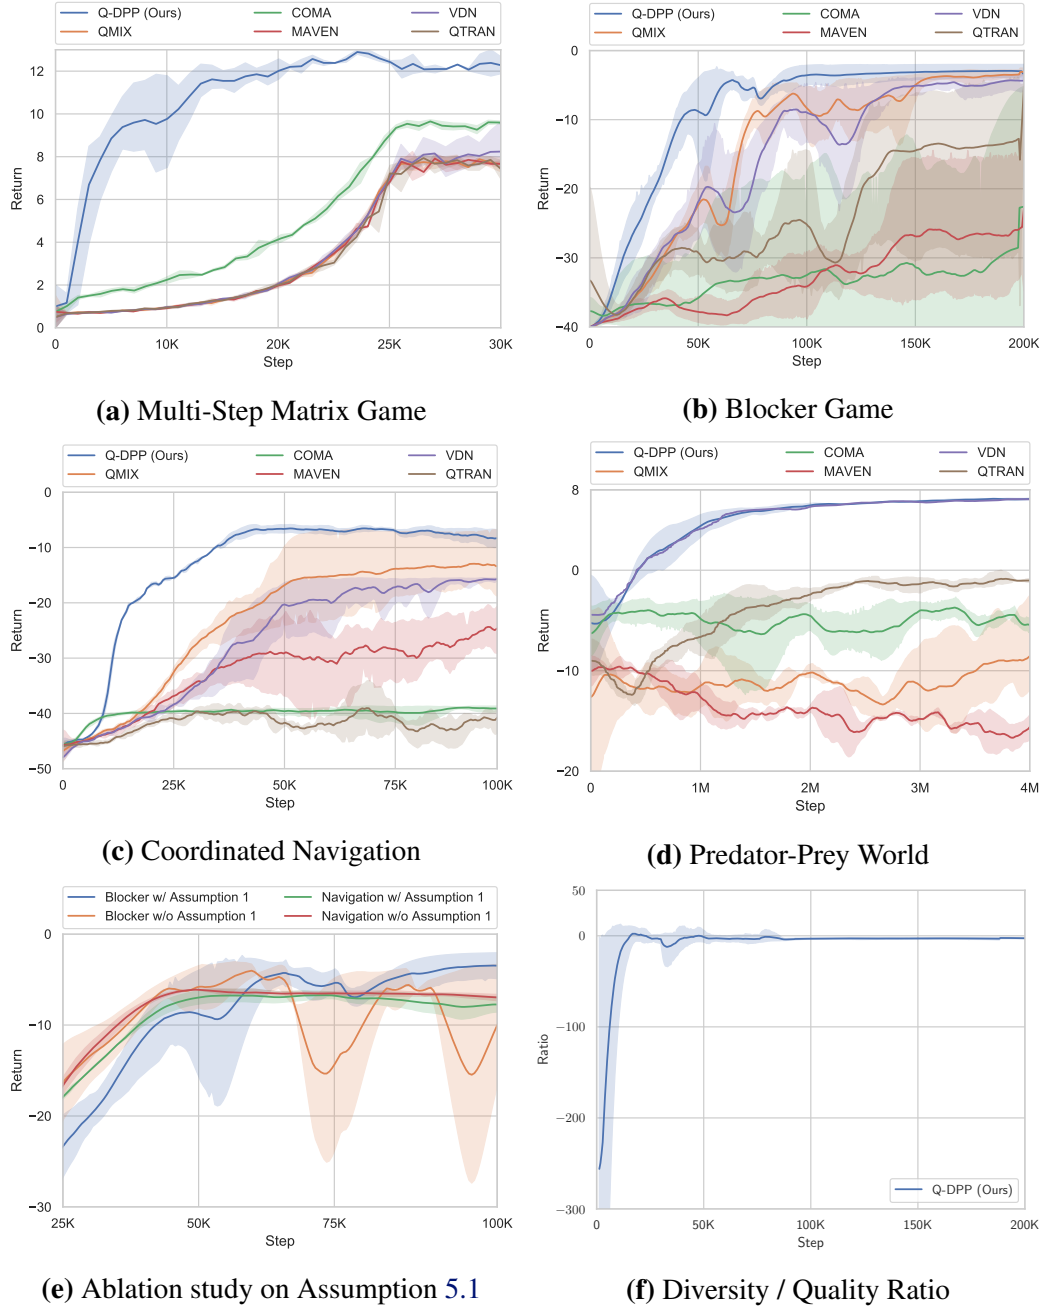 Q-DPP (Ours) COMA VDN
QMIX MAVEN QTRAN
12
10
8
6
4
2
0
Return
0 10K 20K 25K 30K
Step
(a) Multi-Step Matrix Game
Q-DPP (Ours) COMA VDN
QMIX MAVEN QTRAN
0
−10
−20
−30
−40
Return
0 50K 100K 150K 200K
Step
(b) Blocker Game
Q-DPP (Ours) COMA VDN
QMIX MAVEN QTRAN
0
−10
−20
−30
−40
−50
Return
0 25K 50K 75K 100K
Step
(c) Coordinated Navigation
Q-DPP (Ours) COMA VDN
QMIX MAVEN QTRAN
8
0
−10
−20
Return
0 1M 2M 3M 4M
Step
(d) Predator-Prey World
Blocker w/ Assumption 1 Navigation w/ Assumption 1
Blocker w/o Assumption 1 Navigation w/o Assumption 1
0
−10
−20
−30
Return
25K 50K 75K 100K
Step
(e) Ablation study on Assumption 5.1
50
0
−100
−200
−300
Ratio
Q-DPP (Ours)
0 50K 100K 150K 200K
Step
(f) Diversity / Quality Ratio